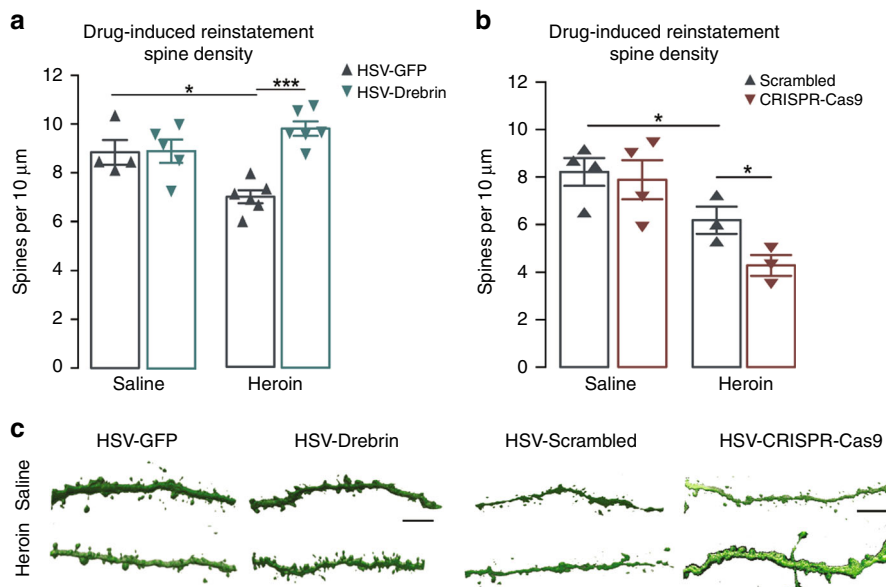 a
Drug-induced reinstatement
spine density
HSV-GFP
HSV-Drebrin
*
***
Spines per 10 μm
12
10
8
6
4
2
0
Saline
Heroin
b
Drug-induced reinstatement
spine density
Scrambled
CRISPR-Cas9
*
*
Spines per 10 μm
12
10
8
6
4
2
0
Saline
Heroin
c
HSV-GFP
HSV-Drebrin
HSV-Scrambled
HSV-CRISPR-Cas9
Saline
Heroin